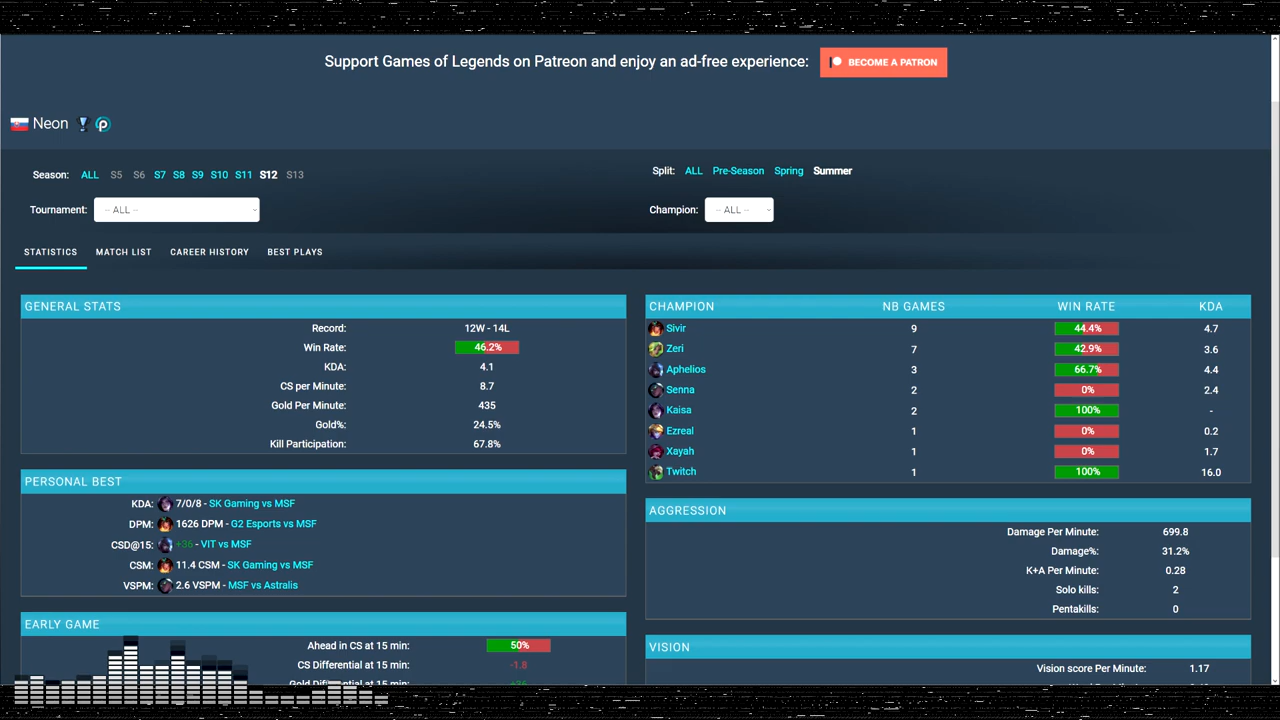 Support Games of Legends on Patreon and enjoy an ad-free experience: BECOME A PATRON
Neon
Season: ALL S5 S6 S7 S8 S9 S10 S11 S12 S13
Split: ALL Pre-Season Spring Summer
Tournament: -- ALL --
Champion: -- ALL --
STATISTICS MATCH LIST CAREER HISTORY BEST PLAYS
GENERAL STATS
Record: 12W - 14L
Win Rate: 46.2%
KDA: 4.1
CS per Minute: 8.7
Gold Per Minute: 435
Gold%: 24.5%
Kill Participation: 67.8%
PERSONAL BEST
KDA: 7/0/8 - SK Gaming vs MSF
DPM: 1626 DPM - G2 Esports vs MSF
CSD@15: +36 - VIT vs MSF
CSM: 11.4 CSM - SK Gaming vs MSF
VSPM: 2.6 VSPM - MSF vs Astralis
EARLY GAME
Ahead in CS at 15 min: 50%
CS Differential at 15 min: -1.8
Gold Differential at 15 min: +36
CHAMPION NB GAMES WIN RATE KDA
Sivir 9 44.4% 4.7
Zeri 7 42.9% 3.6
Aphelios 3 66.7% 4.4
Senna 2 0% 2.4
Kaisa 2 100% -
Ezreal 1 0% 0.2
Xayah 1 0% 1.7
Twitch 1 100% 16.0
AGGRESSION
Damage Per Minute: 699.8
Damage%: 31.2%
K+A Per Minute: 0.28
Solo kills: 2
Pentakills: 0
VISION
Vision score Per Minute: 1.17